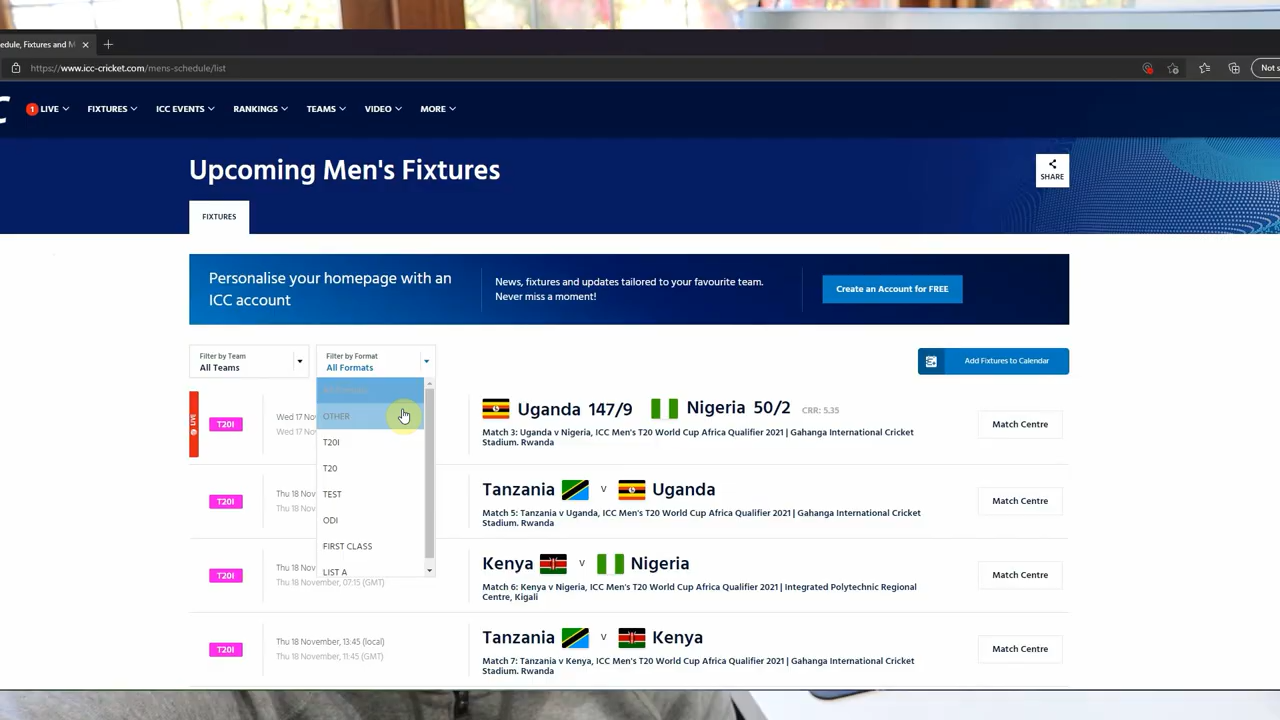 hedule, Fixtures and M
https://www.icc-cricket.com/mens-schedule/list
Not s
C
1 LIVE FIXTURES ICC EVENTS RANKINGS TEAMS VIDEO MORE
Upcoming Men's Fixtures
SHARE
FIXTURES
Personalise your homepage with an
ICC account
News, fixtures and updates tailored to your favourite team.
Never miss a moment!
Create an Account for FREE
Filter by Team
All Teams
Filter by Format
All Formats
Add Fixtures to Calendar
OTHER
T20I
T20
TEST
ODI
FIRST CLASS
LIST A
LIVE
T20I
Wed 17 Nov
Wed 17 Nov
Uganda 147/9 Nigeria 50/2 CRR: 5.35
Match 3: Uganda v Nigeria, ICC Men's T20 World Cup Africa Qualifier 2021 | Gahanga International Cricket
Stadium. Rwanda
Match Centre
T20I
Thu 18 Nov
Thu 18 Nov
Tanzania v Uganda
Match 5: Tanzania v Uganda, ICC Men's T20 World Cup Africa Qualifier 2021 | Gahanga International Cricket
Stadium. Rwanda
Match Centre
T20I
Thu 18 Nov
Thu 18 November, 07:15 (GMT)
Kenya v Nigeria
Match 6: Kenya v Nigeria, ICC Men's T20 World Cup Africa Qualifier 2021 | Integrated Polytechnic Regional
Centre, Kigali
Match Centre
T20I
Thu 18 November, 13:45 (local)
Thu 18 November, 11:45 (GMT)
Tanzania v Kenya
Match 7: Tanzania v Kenya, ICC Men's T20 World Cup Africa Qualifier 2021 | Gahanga International Cricket
Stadium. Rwanda
Match Centre